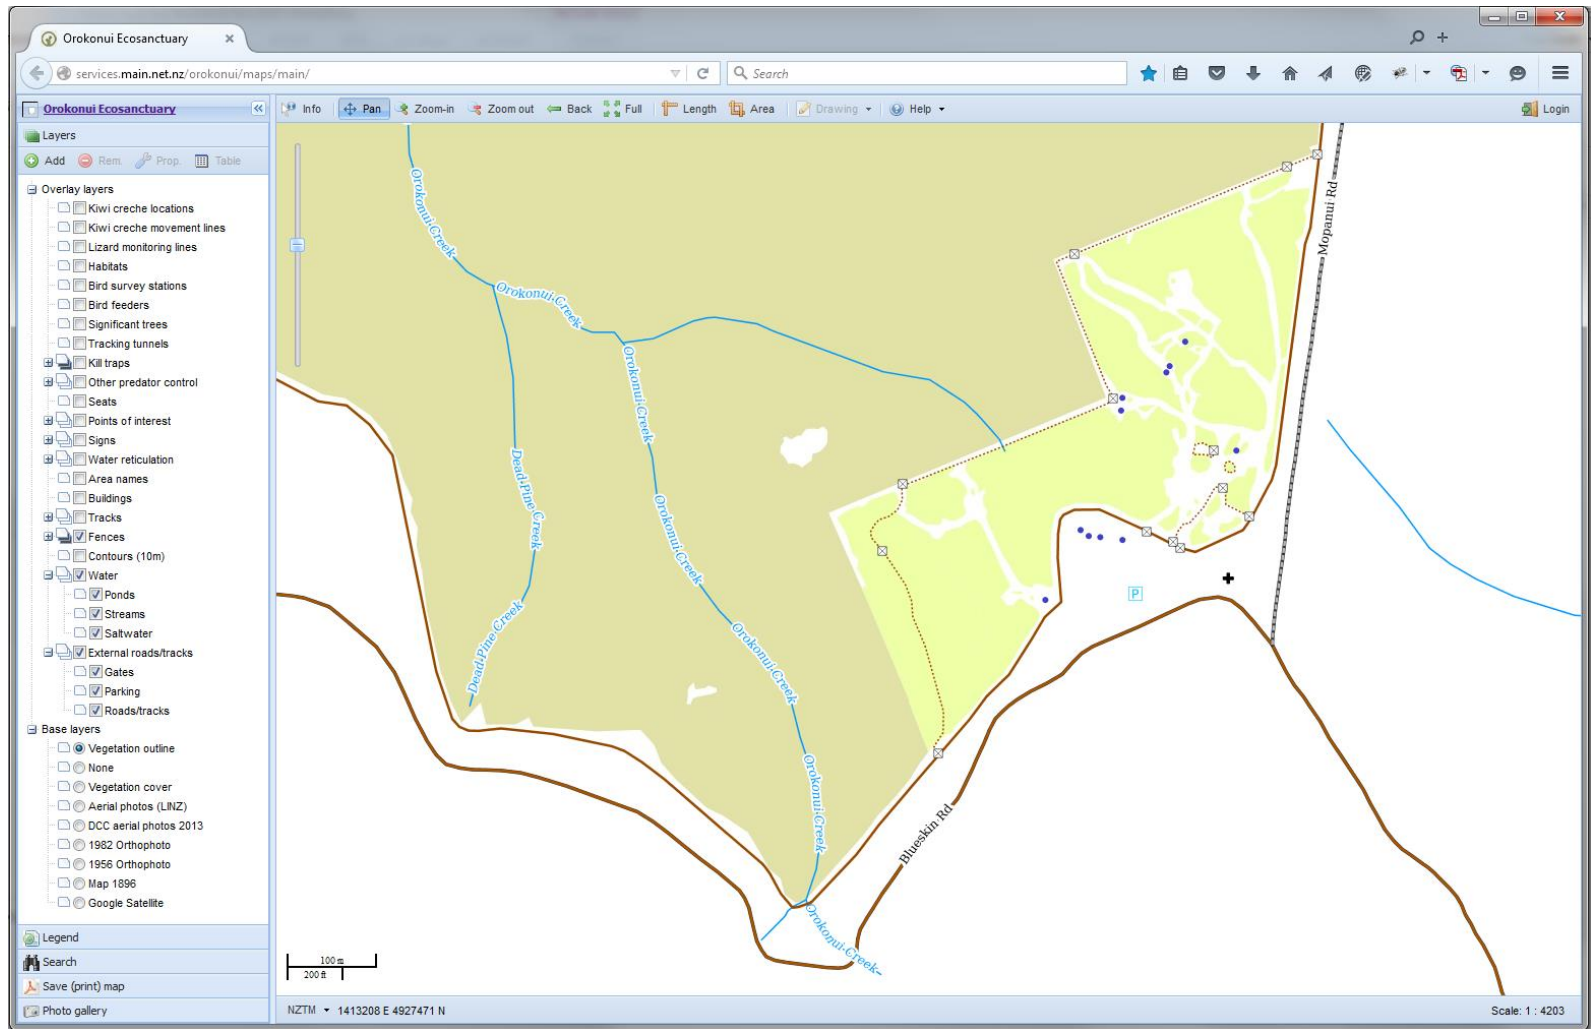 Orokonui Ecosanctuary
services.main.net.nz/orokonui/maps/main/
Search
Orokonui Ecosanctuary
Info Pan Zoom-in Zoom out Back Full Length Area Drawing Help Login
Layers
Add Rem. Prop. Table
Overlay layers
Kiwi creche locations
Kiwi creche movement lines
Lizard monitoring lines
Habitats
Bird survey stations
Bird feeders
Significant trees
Tracking tunnels
Kill traps
Other predator control
Seats
Points of interest
Signs
Water reticulation
Area names
Buildings
Tracks
Fences
Contours (10m)
Water
Ponds
Streams
Saltwater
External roads/tracks
Gates
Parking
Roads/tracks
Base layers
Vegetation outline
None
Vegetation cover
Aerial photos (LINZ)
DCC aerial photos 2013
1982 Orthophoto
1956 Orthophoto
Map 1896
Google Satellite
Legend
Search
Save (print) map
Photo gallery
Orokonui Creek
Orokonui Creek
Orokonui Creek
Dead Pine Creek
Orokonui Creek
Dead Pine Creek
Orokonui Creek
Orokonui Creek
Orokonui Creek
Mopanui Rd
P
Blueskin Rd
100 m
200 ft
NZTM 1413208 E 4927471 N
Scale: 1 : 4203